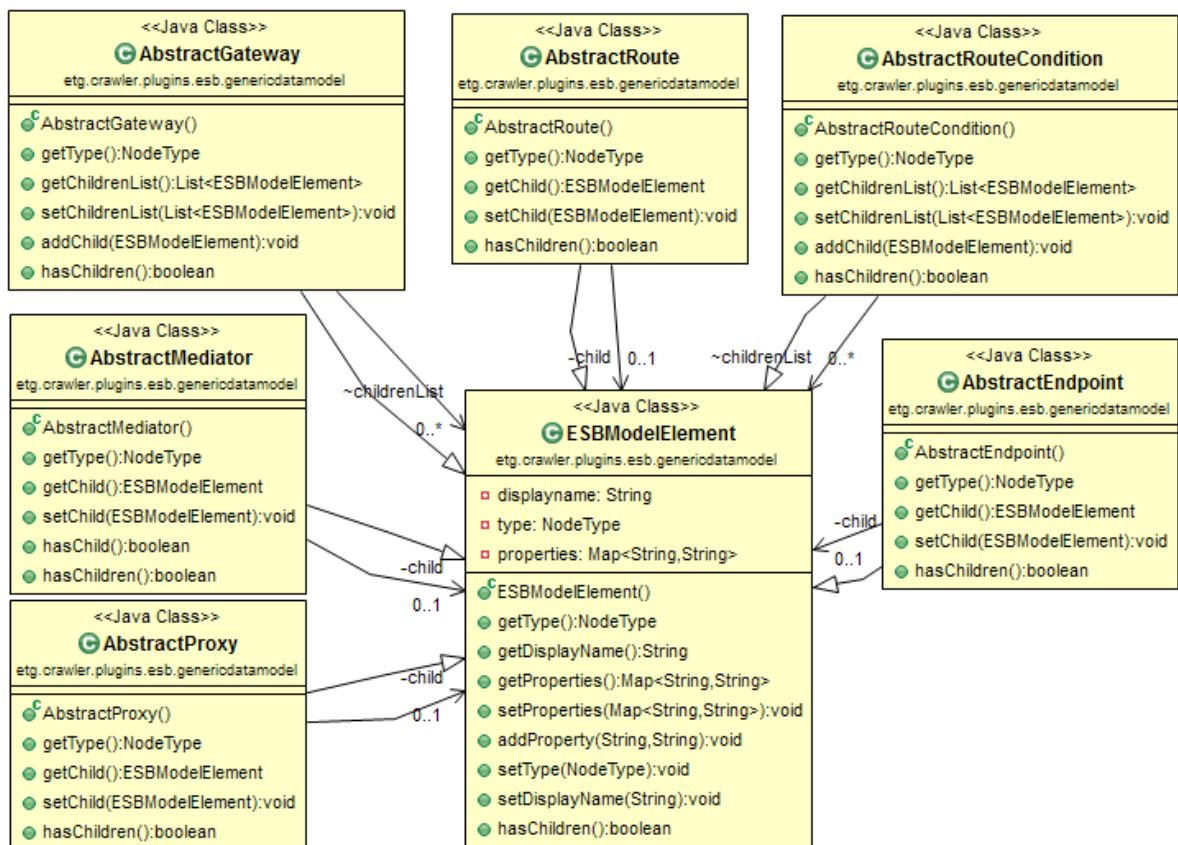 <<Java Class>>
AbstractGateway
etg.crawler.plugins.esb.genericdatamodel
AbstractGateway()
getType():NodeType
getChildrenList():List<ESBModelElement>
setChildrenList(List<ESBModelElement>):void
addChild(ESBModelElement):void
hasChildren():boolean
<<Java Class>>
AbstractRoute
etg.crawler.plugins.esb.genericdatamodel
AbstractRoute()
getType():NodeType
getChild():ESBModelElement
setChild(ESBModelElement):void
hasChildren():boolean
<<Java Class>>
AbstractRouteCondition
etg.crawler.plugins.esb.genericdatamodel
AbstractRouteCondition()
getType():NodeType
getChildrenList():List<ESBModelElement>
setChildrenList(List<ESBModelElement>):void
addChild(ESBModelElement):void
hasChildren():boolean
<<Java Class>>
AbstractMediator
etg.crawler.plugins.esb.genericdatamodel
AbstractMediator()
getType():NodeType
getChild():ESBModelElement
setChild(ESBModelElement):void
hasChild():boolean
hasChildren():boolean
~childrenList
0..*
-child
0..1
~childrenList
0..*
<<Java Class>>
AbstractEndpoint
etg.crawler.plugins.esb.genericdatamodel
AbstractEndpoint()
getType():NodeType
getChild():ESBModelElement
setChild(ESBModelElement):void
hasChildren():boolean
<<Java Class>>
ESBModelElement
etg.crawler.plugins.esb.genericdatamodel
displayname: String
type: NodeType
properties: Map<String,String>
ESBModelElement()
getType():NodeType
getDisplayName():String
getProperties():Map<String,String>
setProperties(Map<String,String>):void
addProperty(String,String):void
setType(NodeType):void
setDisplayName(String):void
hasChildren():boolean
-child
0..1
-child
0..1
<<Java Class>>
AbstractProxy
etg.crawler.plugins.esb.genericdatamodel
AbstractProxy()
getType():NodeType
getChild():ESBModelElement
setChild(ESBModelElement):void
hasChildren():boolean
-child
0..1